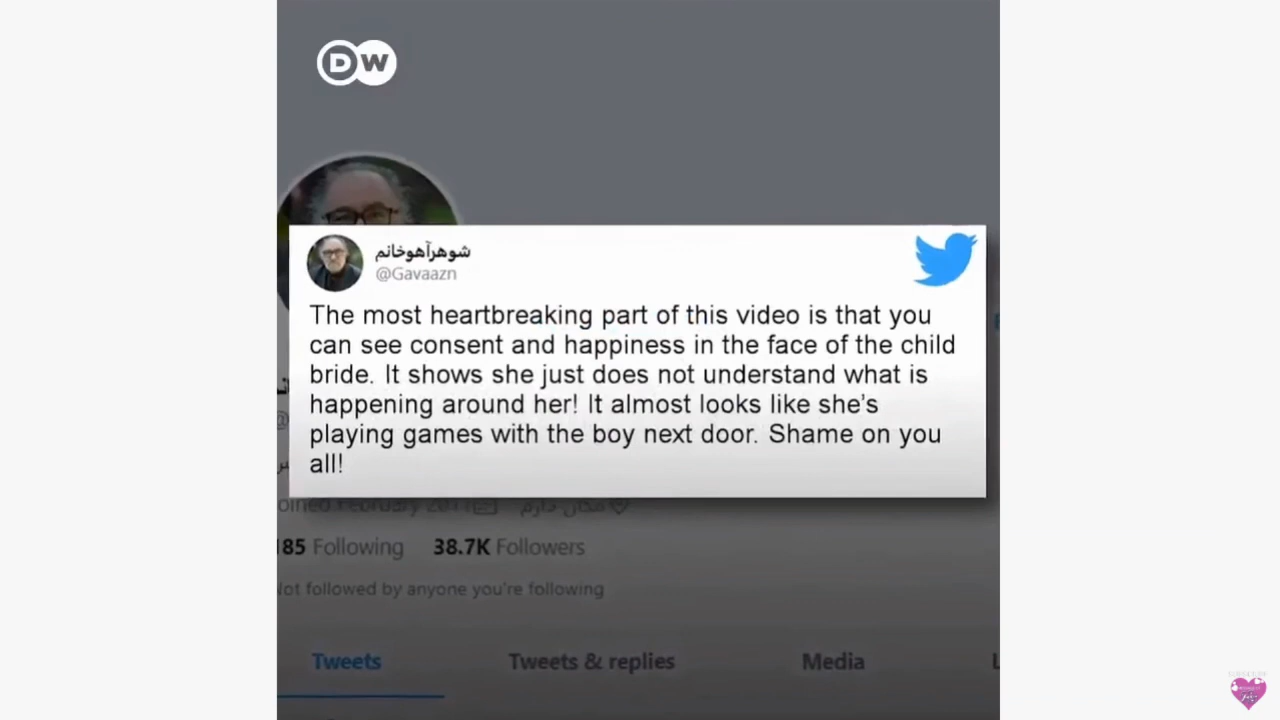 DW
شوهرآهوخانم
@Gavaazn
The most heartbreaking part of this video is that you
can see consent and happiness in the face of the child
bride. It shows she just does not understand what is
happening around her! It almost looks like she's
playing games with the boy next door. Shame on you
all!
185 Following 38.7K Followers
Not followed by anyone you're following
Tweets Tweets & replies Media